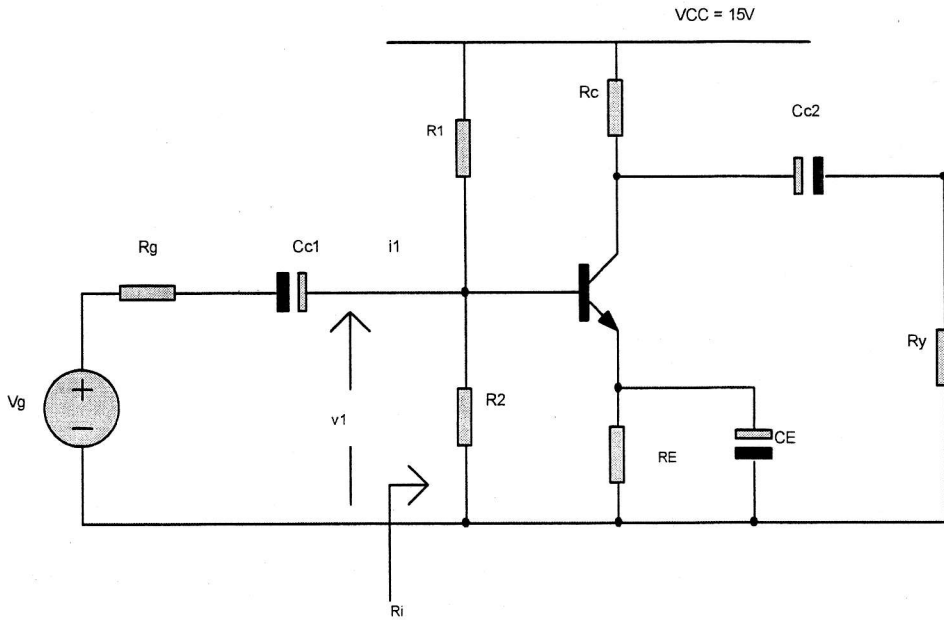 VCC = 15V
Rc
Cc2
R1
Rg
Cc1
i1
Ry
Vg
+
−
v1
R2
RE
CE
Ri